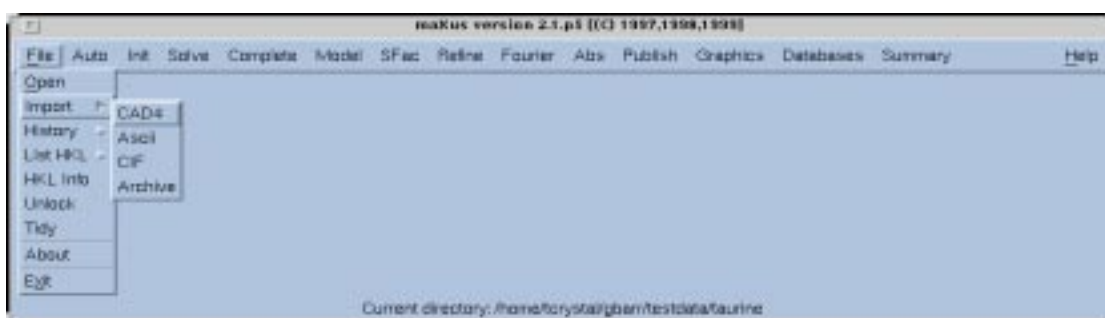 maXus version 2.1.p5 [(C) 1997,1998,1999]
File Auto Init Solve Complete Model SFac Refine Fourier Abs Publish Graphics Databases Summary Help
Open
Import
History
List HKL
HKL Info
Unlock
Tidy
About
Exit
CAD4
Ascii
CIF
Archive
Current directory: /home/torystal/gbam/testdata/taurine